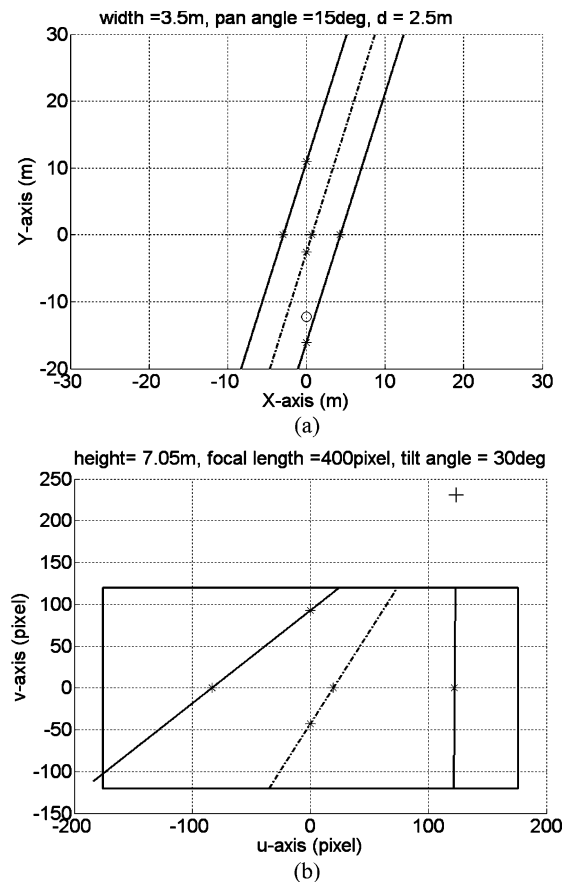 width =3.5m, pan angle =15deg, d = 2.5m
30
20
10
0
-10
-20
Y-axis (m)
-30 -20 -10 0 10 20 30
X-axis (m)
(a)
height= 7.05m, focal length =400pixel, tilt angle = 30deg
250
200
150
100
50
0
-50
-100
-150
v-axis (pixel)
-200 -100 0 100 200
u-axis (pixel)
(b)